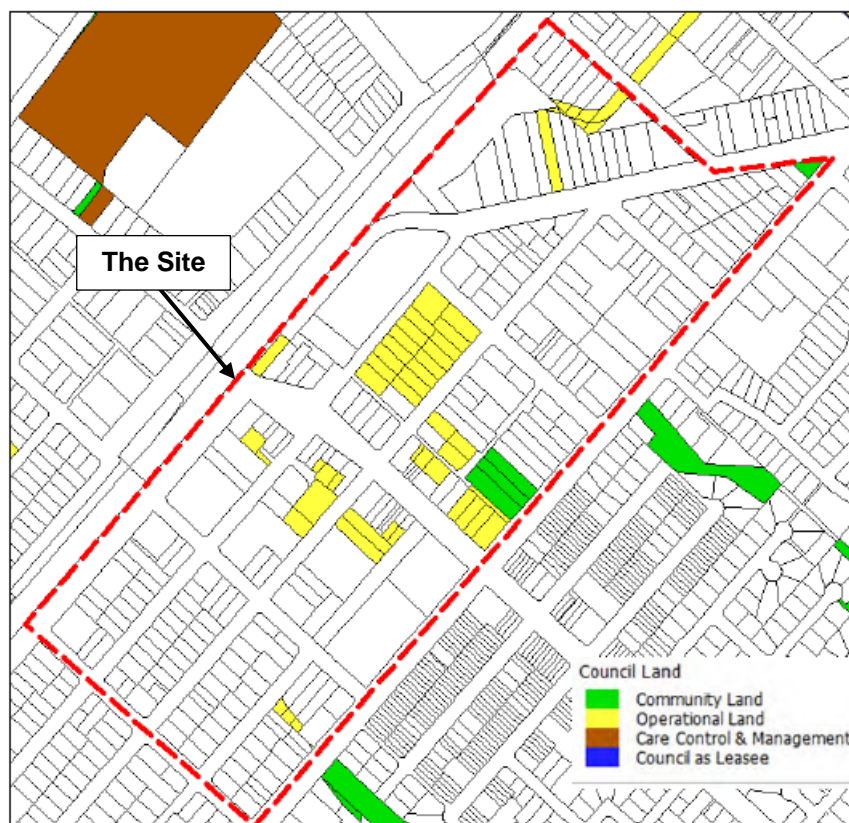 The Site
Council Land
Community Land
Operational Land
Care Control & Management
Council as Leasee